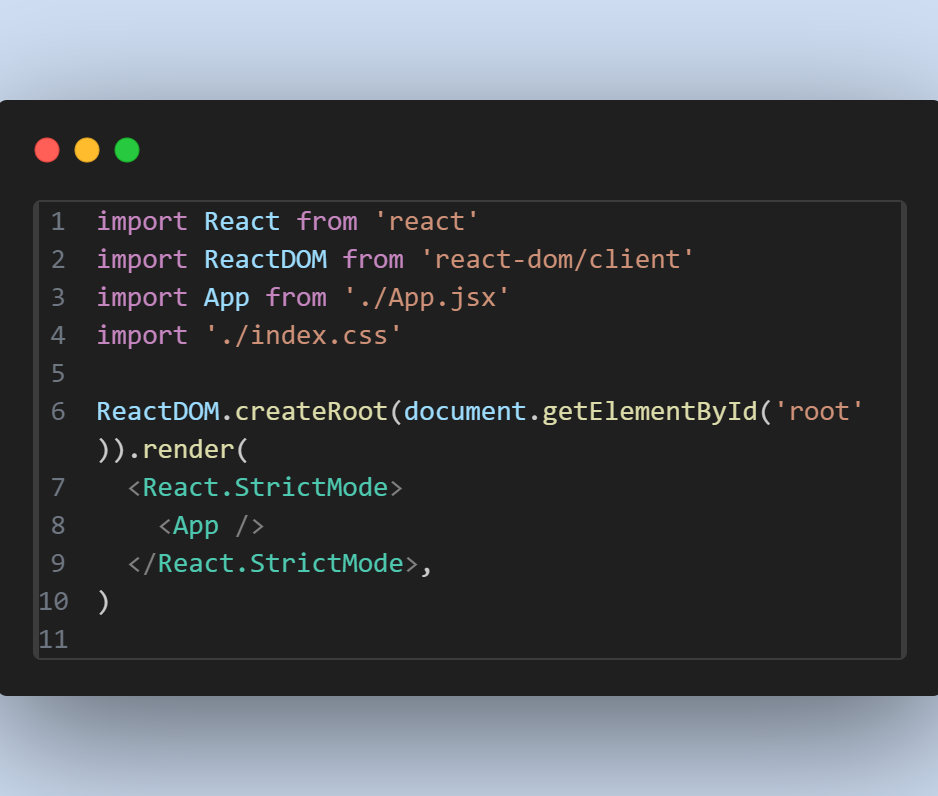 1 import React from 'react'
2 import ReactDOM from 'react-dom/client'
3 import App from './App.jsx'
4 import './index.css'
5
6 ReactDOM.createRoot(document.getElementById('root'
)).render(
7   <React.StrictMode>
8     <App />
9   </React.StrictMode>,
10 )
11